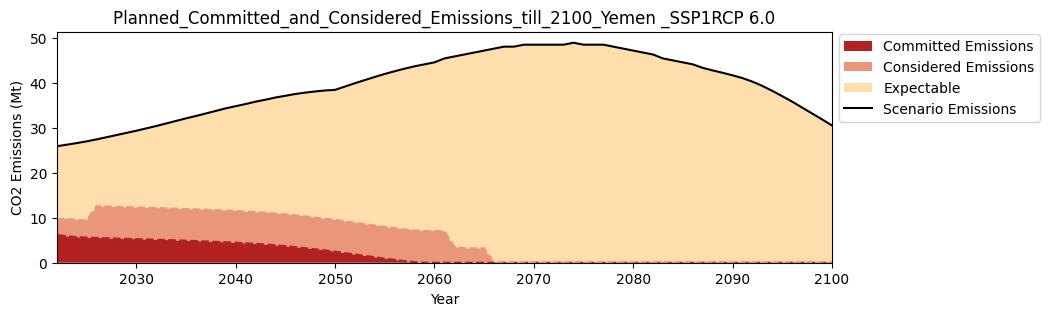 Planned_Committed_and_Considered_Emissions_till_2100_Yemen _SSP1RCP 6.0
Committed Emissions
Considered Emissions
Expectable
Scenario Emissions
CO2 Emissions (Mt)
50
40
30
20
10
0
2030 2040 2050 2060 2070 2080 2090 2100
Year